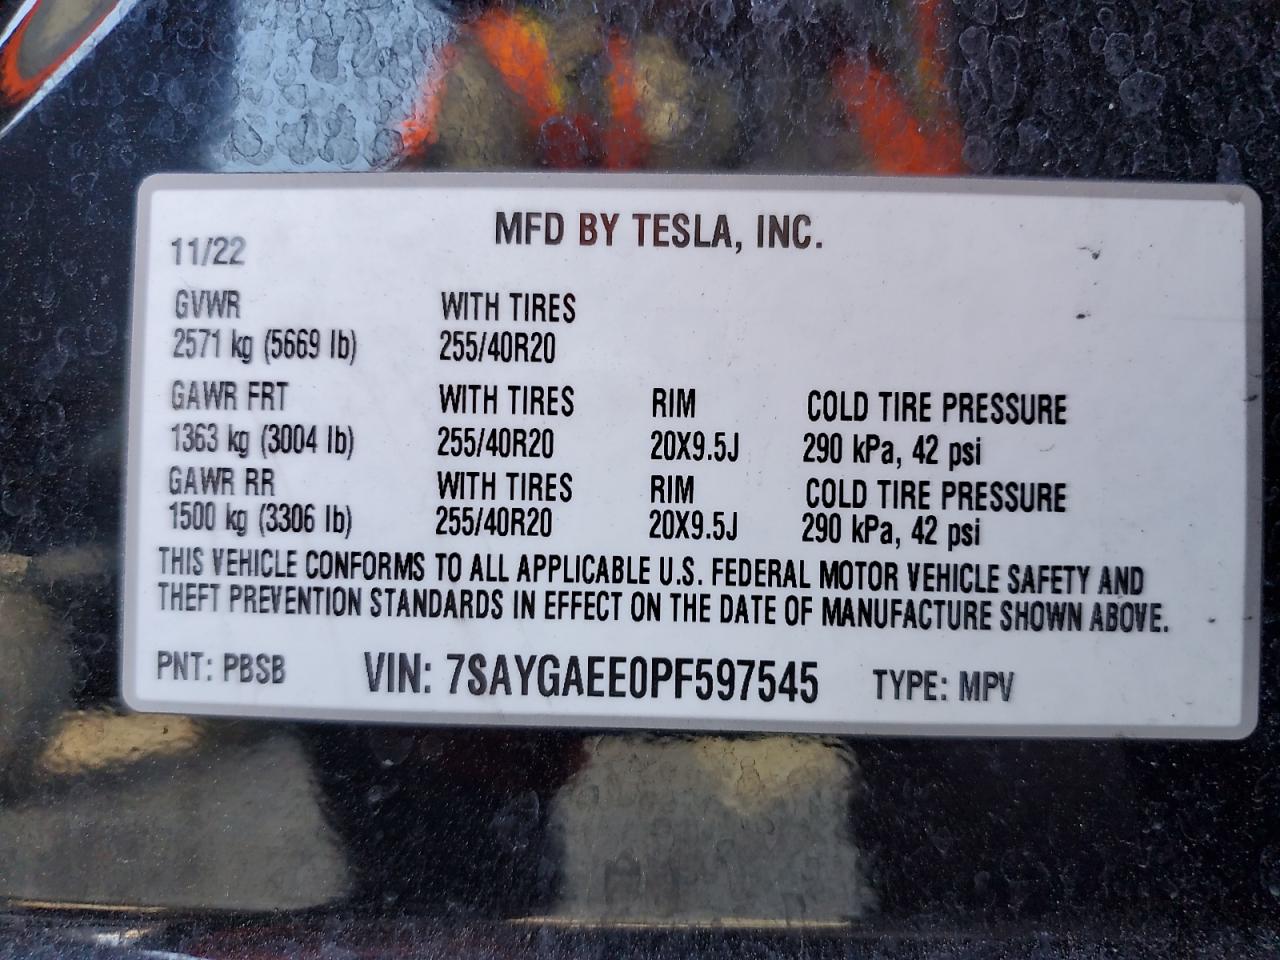 MFD BY TESLA, INC.
11/22
GVWR WITH TIRES
2571 kg (5669 lb) 255/40R20
GAWR FRT WITH TIRES RIM COLD TIRE PRESSURE
1363 kg (3004 lb) 255/40R20 20X9.5J 290 kPa, 42 psi
GAWR RR WITH TIRES RIM COLD TIRE PRESSURE
1500 kg (3306 lb) 255/40R20 20X9.5J 290 kPa, 42 psi
THIS VEHICLE CONFORMS TO ALL APPLICABLE U.S. FEDERAL MOTOR VEHICLE SAFETY AND
THEFT PREVENTION STANDARDS IN EFFECT ON THE DATE OF MANUFACTURE SHOWN ABOVE.
PNT: PBSB VIN: 7SAYGAEE0PF597545 TYPE: MPV